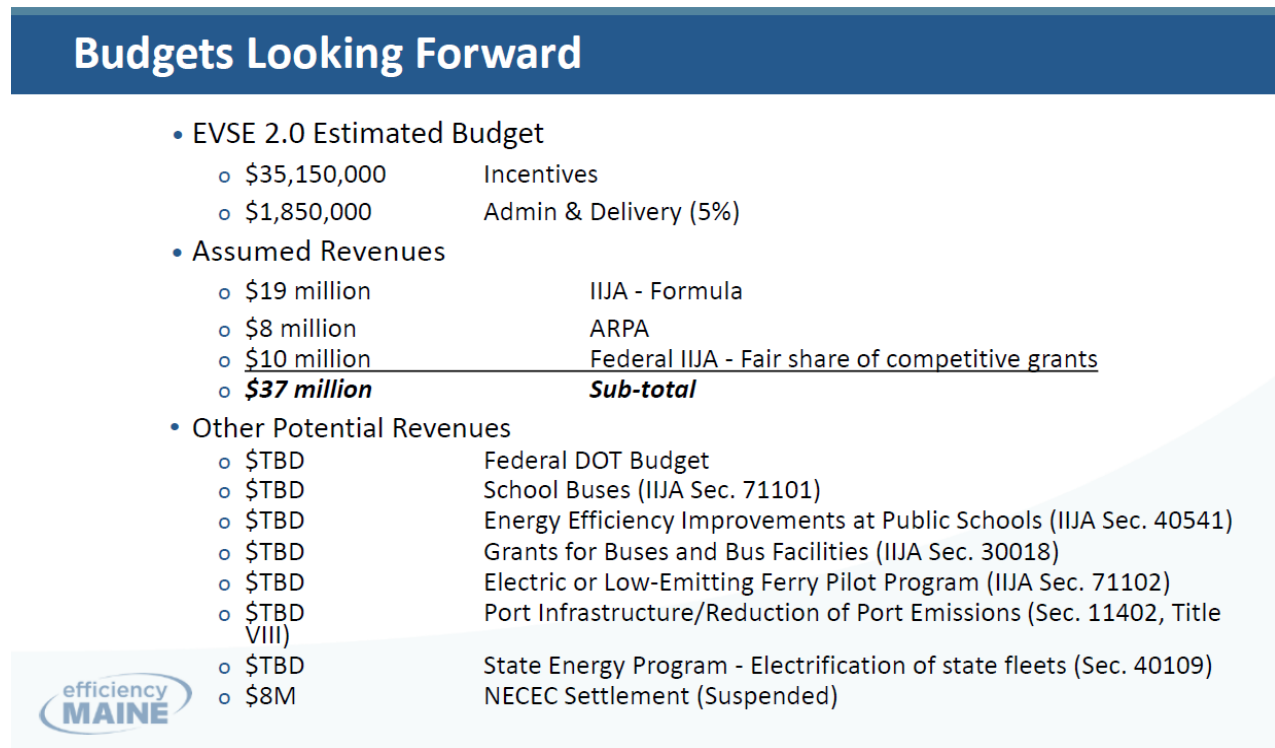 Budgets Looking Forward
• EVSE 2.0 Estimated Budget
o $35,150,000 Incentives
o $1,850,000 Admin & Delivery (5%)
• Assumed Revenues
o $19 million IIJA - Formula
o $8 million ARPA
o $10 million Federal IIJA - Fair share of competitive grants
o $37 million Sub-total
• Other Potential Revenues
o $TBD Federal DOT Budget
o $TBD School Buses (IIJA Sec. 71101)
o $TBD Energy Efficiency Improvements at Public Schools (IIJA Sec. 40541)
o $TBD Grants for Buses and Bus Facilities (IIJA Sec. 30018)
o $TBD Electric or Low-Emitting Ferry Pilot Program (IIJA Sec. 71102)
o $TBD Port Infrastructure/Reduction of Port Emissions (Sec. 11402, Title
VIII)
o $TBD State Energy Program - Electrification of state fleets (Sec. 40109)
o $8M NECEC Settlement (Suspended)
efficiency
MAINE